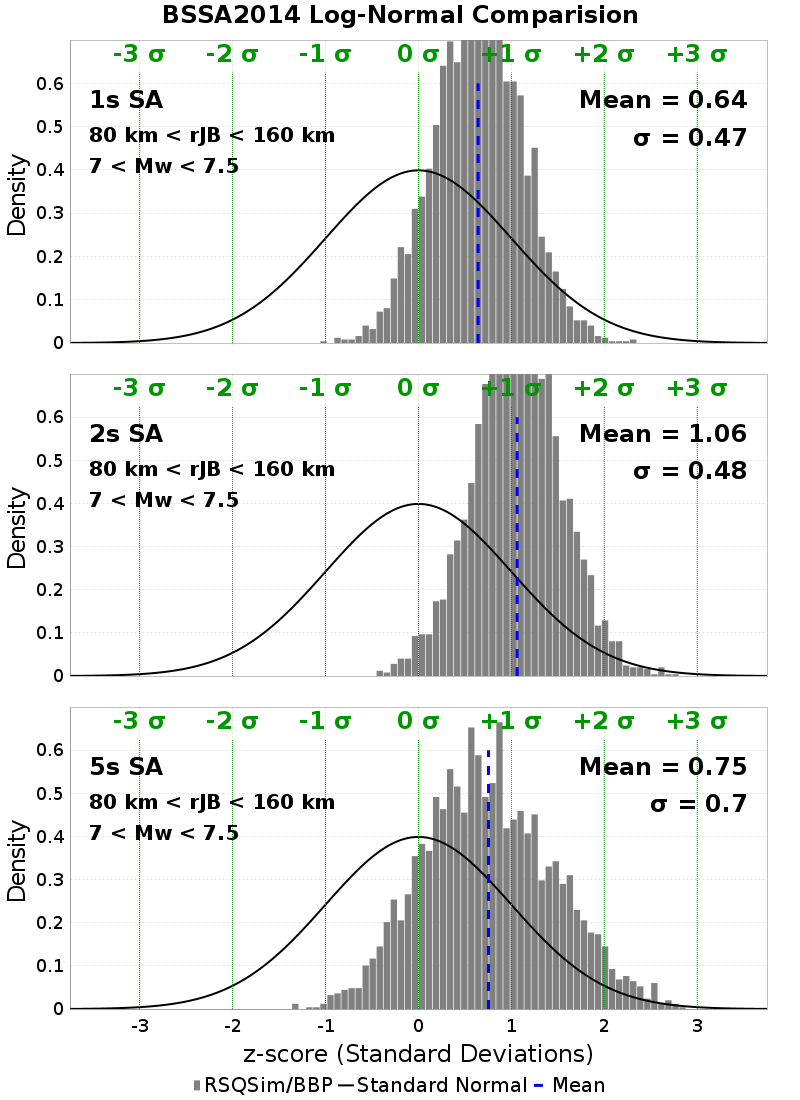 BSSA2014 Log-Normal Comparision
-3 σ -2 σ -1 σ 0 σ +1 σ +2 σ +3 σ
1s SA Mean = 0.64
80 km < rJB < 160 km σ = 0.47
7 < Mw < 7.5
Density
0.6
0.5
0.4
0.3
0.2
0.1
0
-3 σ -2 σ -1 σ 0 σ +1 σ +2 σ +3 σ
2s SA Mean = 1.06
80 km < rJB < 160 km σ = 0.48
7 < Mw < 7.5
Density
0.6
0.5
0.4
0.3
0.2
0.1
0
-3 σ -2 σ -1 σ 0 σ +1 σ +2 σ +3 σ
5s SA Mean = 0.75
80 km < rJB < 160 km σ = 0.7
7 < Mw < 7.5
Density
0.6
0.5
0.4
0.3
0.2
0.1
0
-3 -2 -1 0 1 2 3
z-score (Standard Deviations)
RSQSim/BBP Standard Normal Mean